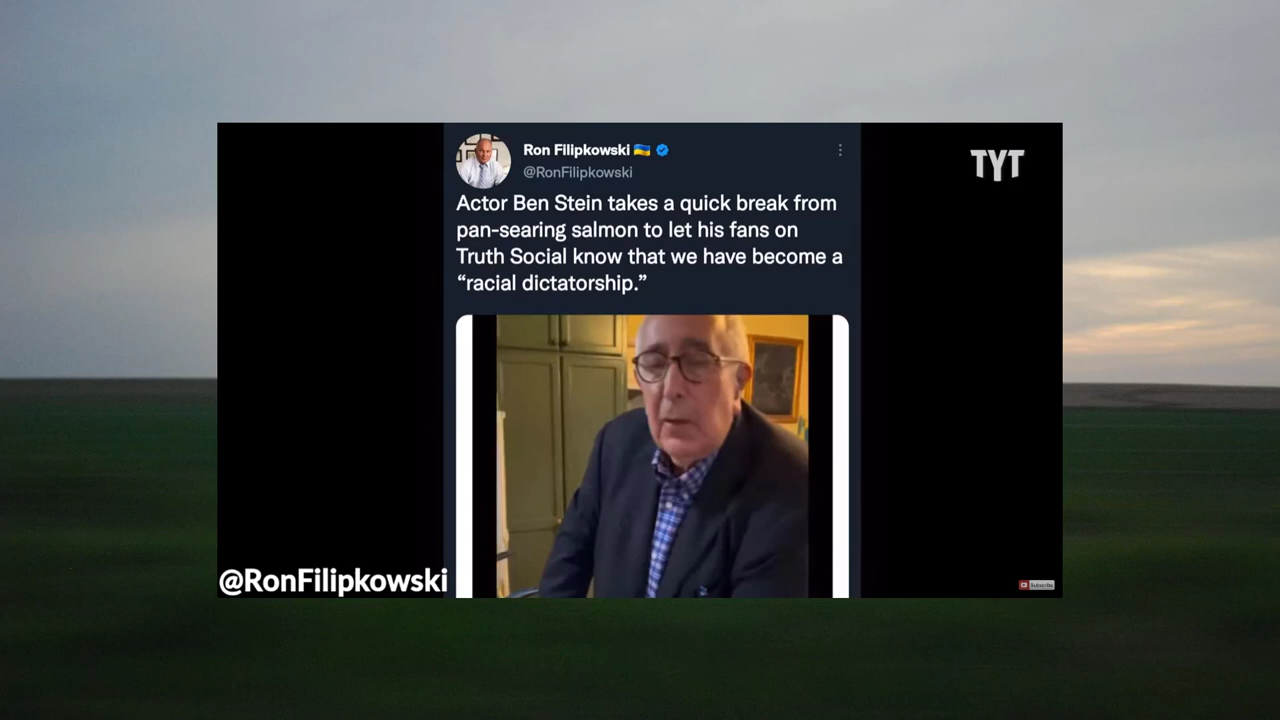 Ron Filipkowski🇺🇦
@RonFilipkowski
TYT
Actor Ben Stein takes a quick break from
pan-searing salmon to let his fans on
Truth Social know that we have become a
“racial dictatorship.”
@RonFilipkowski
Subscribe